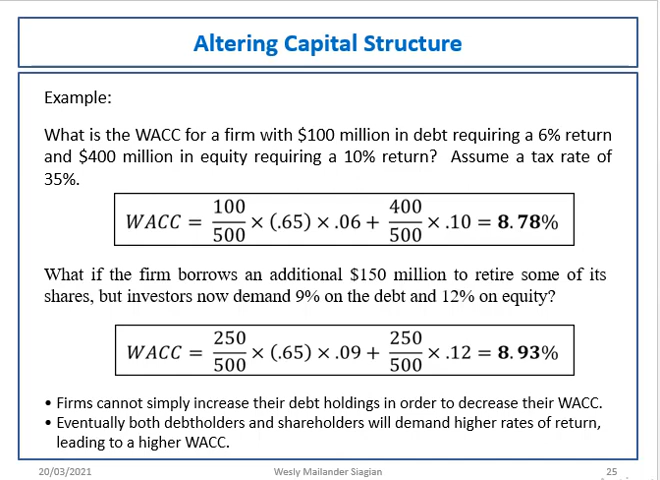 Altering Capital Structure
Example:
What is the WACC for a firm with $100 million in debt requiring a 6% return
and $400 million in equity requiring a 10% return? Assume a tax rate of
35%.
WACC = 100/500 × (.65) × .06 + 400/500 × .10 = 8.78%
What if the firm borrows an additional $150 million to retire some of its
shares, but investors now demand 9% on the debt and 12% on equity?
WACC = 250/500 × (.65) × .09 + 250/500 × .12 = 8.93%
• Firms cannot simply increase their debt holdings in order to decrease their WACC.
• Eventually both debtholders and shareholders will demand higher rates of return,
leading to a higher WACC.
20/03/2021 Wesly Mailander Siagian 25